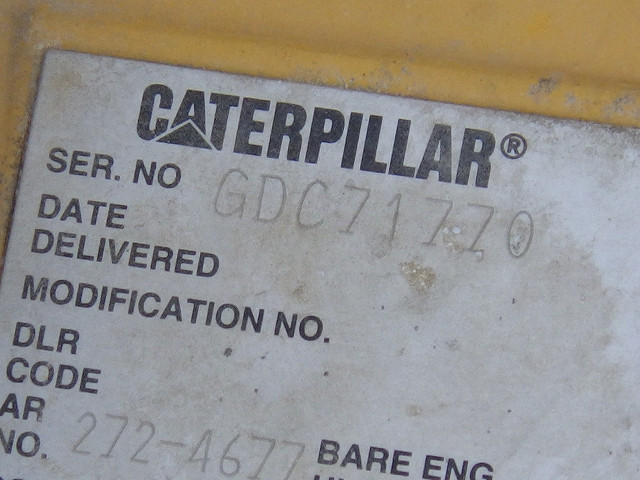 CATERPILLAR®
SER. NO GDC71770
DATE
DELIVERED
MODIFICATION NO.
DLR
CODE
AR
NO. 272-4677 BARE ENG